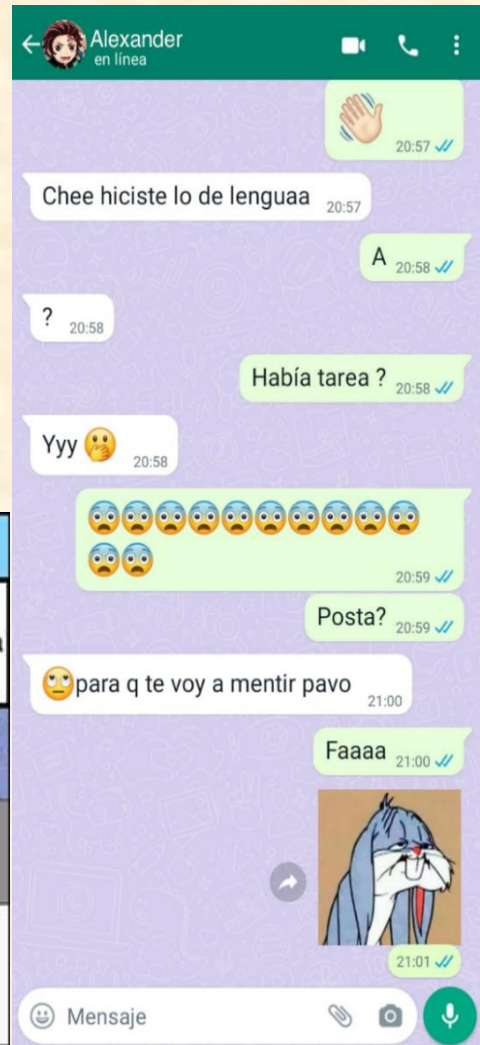 Alexander
en línea
👋🏻
20:57
Chee hiciste lo de lenguaa 20:57
A 20:58
? 20:58
Había tarea ? 20:58
Yyy 🤭 20:58
😨😨😨😨😨😨😨😨😨😨
😨😨
20:59
Posta? 20:59
🙄para q te voy a mentir pavo
21:00
Faaaa 21:00
21:01
Mensaje